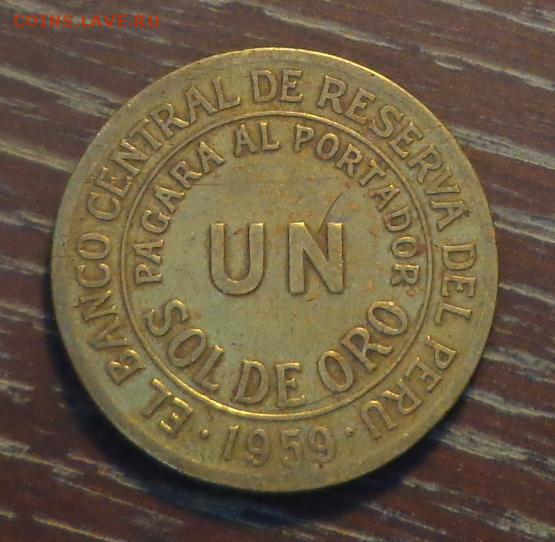 COINS.LAVE.RU
EL BANCO CENTRAL DE RESERVA DEL PERU
PAGARA AL PORTADOR
UN
SOL DE ORO
· 1959 ·